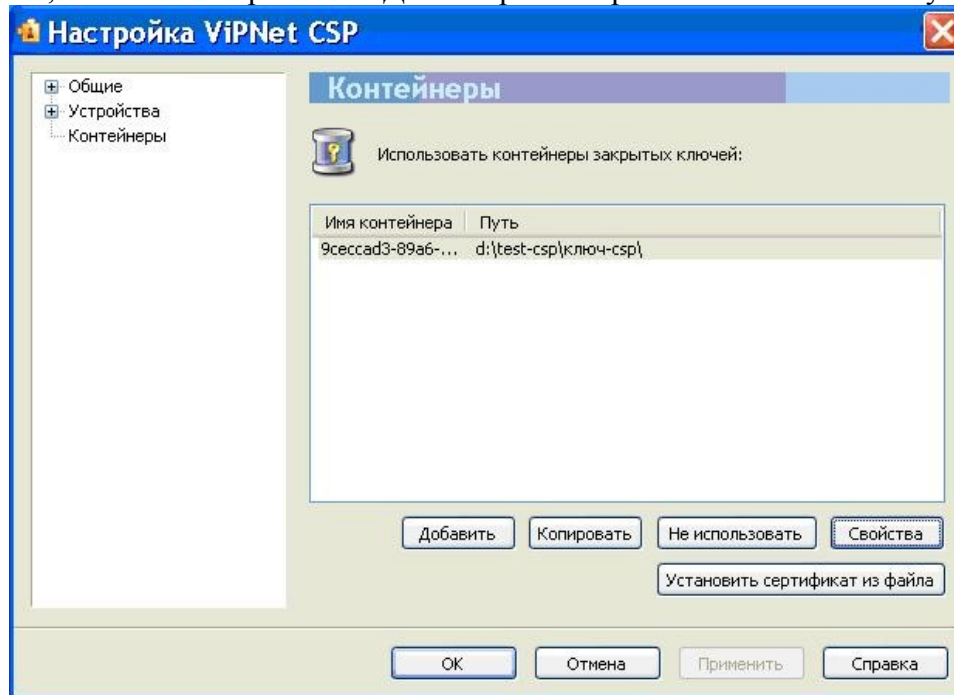 Настройка ViPNet CSP
Общие
Устройства
Контейнеры
Контейнеры
Использовать контейнеры закрытых ключей:
Имя контейнера Путь
9ceccad3-89a6-... d:\test-csp\ключ-csp\
Добавить Копировать Не использовать Свойства
Установить сертификат из файла
ОК Отмена Применить Справка